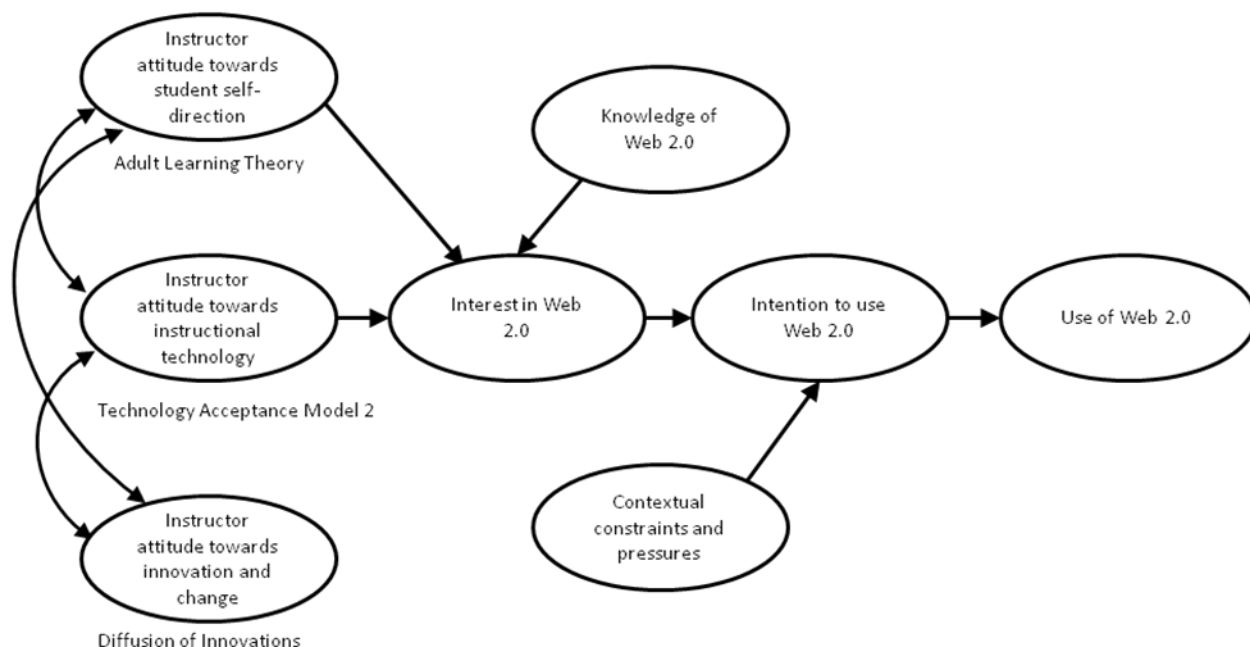 Instructor
attitude towards
student self-
direction
Adult Learning Theory
Knowledge of
Web 2.0
Instructor
attitude towards
instructional
technology
Technology Acceptance Model 2
Interest in Web
2.0
Intention to use
Web 2.0
Use of Web 2.0
Contextual
constraints and
pressures
Instructor
attitude towards
innovation and
change
Diffusion of Innovations